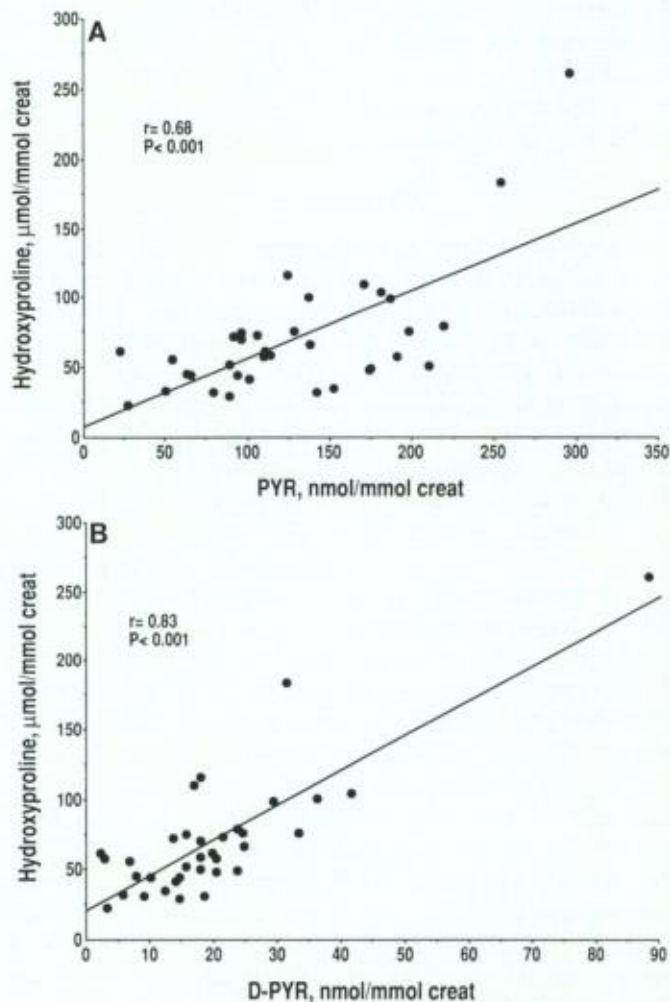 A
300
250
200
150
100
50
0
Hydroxyproline, μmol/mmol creat
r= 0.68
P< 0.001
0 50 100 150 200 250 300 350
PYR, nmol/mmol creat
B
300
250
200
150
100
50
0
Hydroxyproline, μmol/mmol creat
r= 0.83
P< 0.001
0 10 20 30 40 50 60 70 80 90
D-PYR, nmol/mmol creat